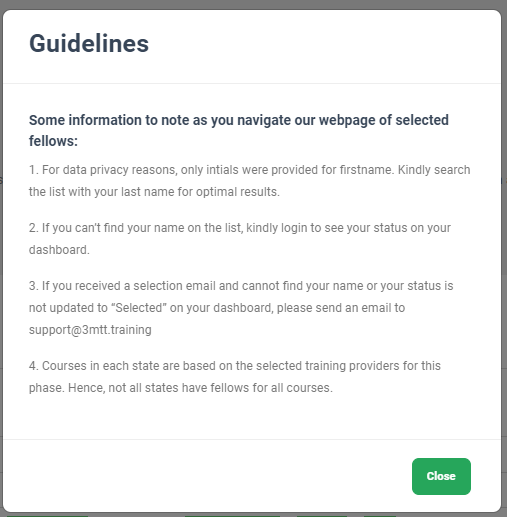 Guidelines
Some information to note as you navigate our webpage of selected
fellows:
1. For data privacy reasons, only intials were provided for firstname. Kindly search
the list with your last name for optimal results.
2. If you can't find your name on the list, kindly login to see your status on your
dashboard.
3. If you received a selection email and cannot find your name or your status is
not updated to “Selected” on your dashboard, please send an email to
support@3mtt.training
4. Courses in each state are based on the selected training providers for this
phase. Hence, not all states have fellows for all courses.
Close